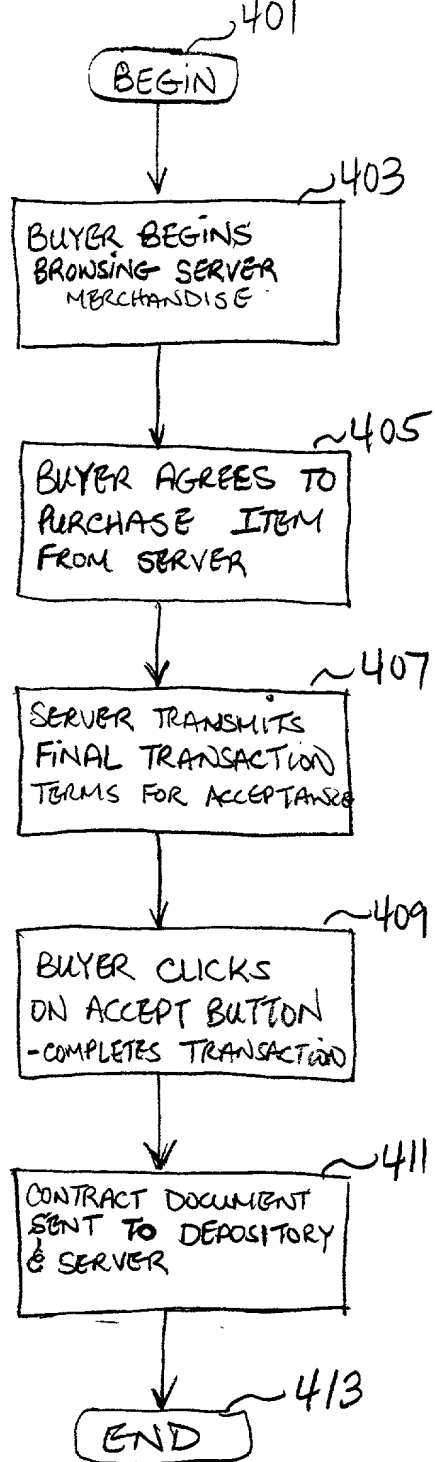 401
BEGIN
403
BUYER BEGINS
BROWSING SERVER
MERCHANDISE
405
BUYER AGREES TO
PURCHASE ITEM
FROM SERVER
407
SERVER TRANSMITS
FINAL TRANSACTION
TERMS FOR ACCEPTANCE
409
BUYER CLICKS
ON ACCEPT BUTTON
-COMPLETES TRANSACTION
411
CONTRACT DOCUMENT
SENT TO DEPOSITORY
& SERVER
413
END